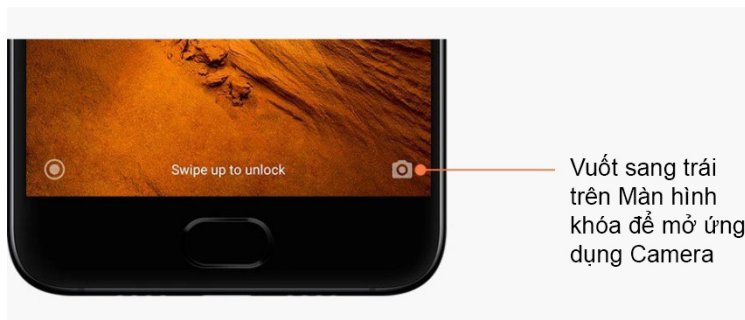 Swipe up to unlock
Vuốt sang trái
trên Màn hình
khóa để mở ứng
dụng Camera